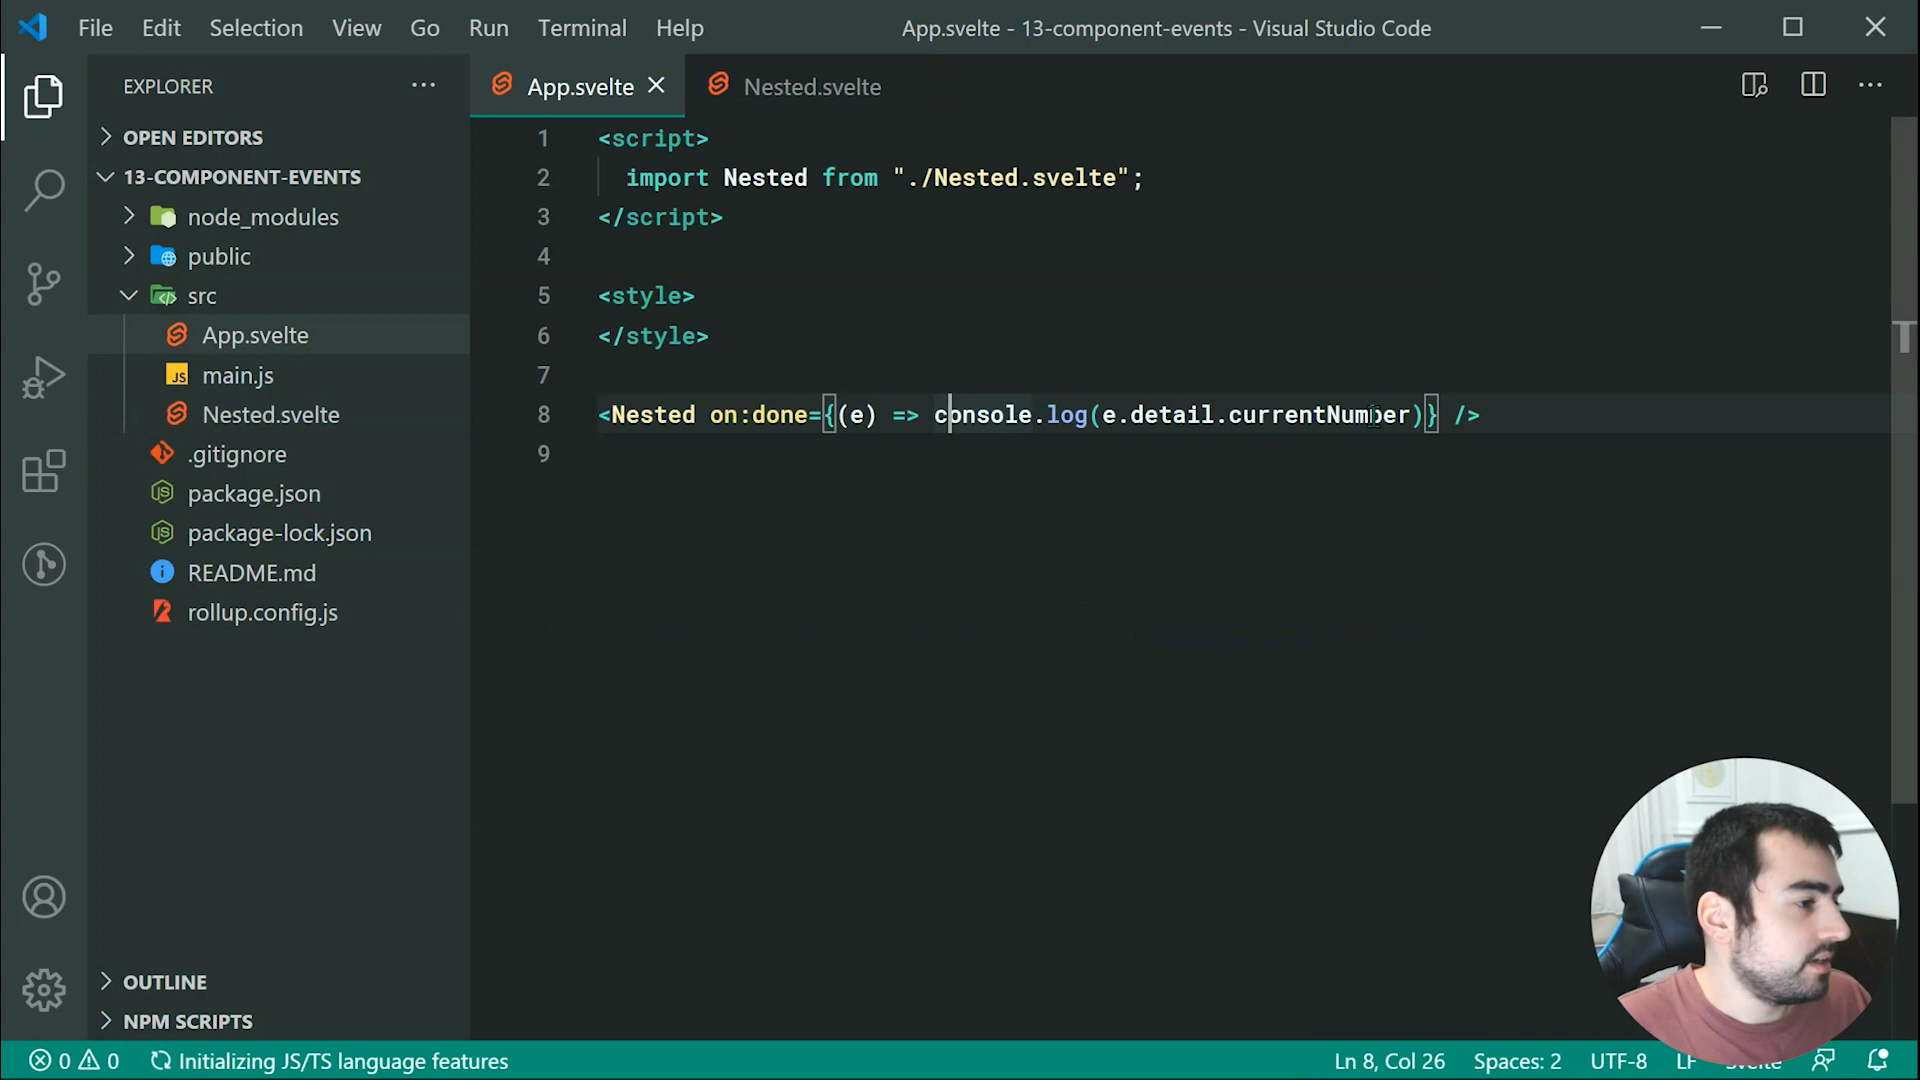 File Edit Selection View Go Run Terminal Help
App.svelte - 13-component-events - Visual Studio Code
EXPLORER
OPEN EDITORS
13-COMPONENT-EVENTS
node_modules
public
src
App.svelte
JS main.js
Nested.svelte
.gitignore
package.json
package-lock.json
README.md
rollup.config.js
OUTLINE
NPM SCRIPTS
App.svelte
Nested.svelte
1 <script>
2 import Nested from "./Nested.svelte";
3 </script>
4
5 <style>
6 </style>
7
8 <Nested on:done={(e) => console.log(e.detail.currentNumber)} />
9
0 0 Initializing JS/TS language features
Ln 8, Col 26 Spaces: 2 UTF-8 LF Svelte